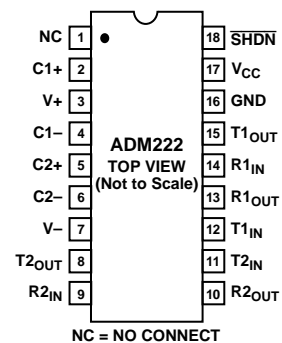 NC 1 18 SHDN
C1+ 2 17 VCC
V+ 3 16 GND
C1– 4 15 T1OUT
C2+ 5 14 R1IN
C2– 6 13 R1OUT
V– 7 12 T1IN
T2OUT 8 11 T2IN
R2IN 9 10 R2OUT
ADM222
TOP VIEW
(Not to Scale)
NC = NO CONNECT